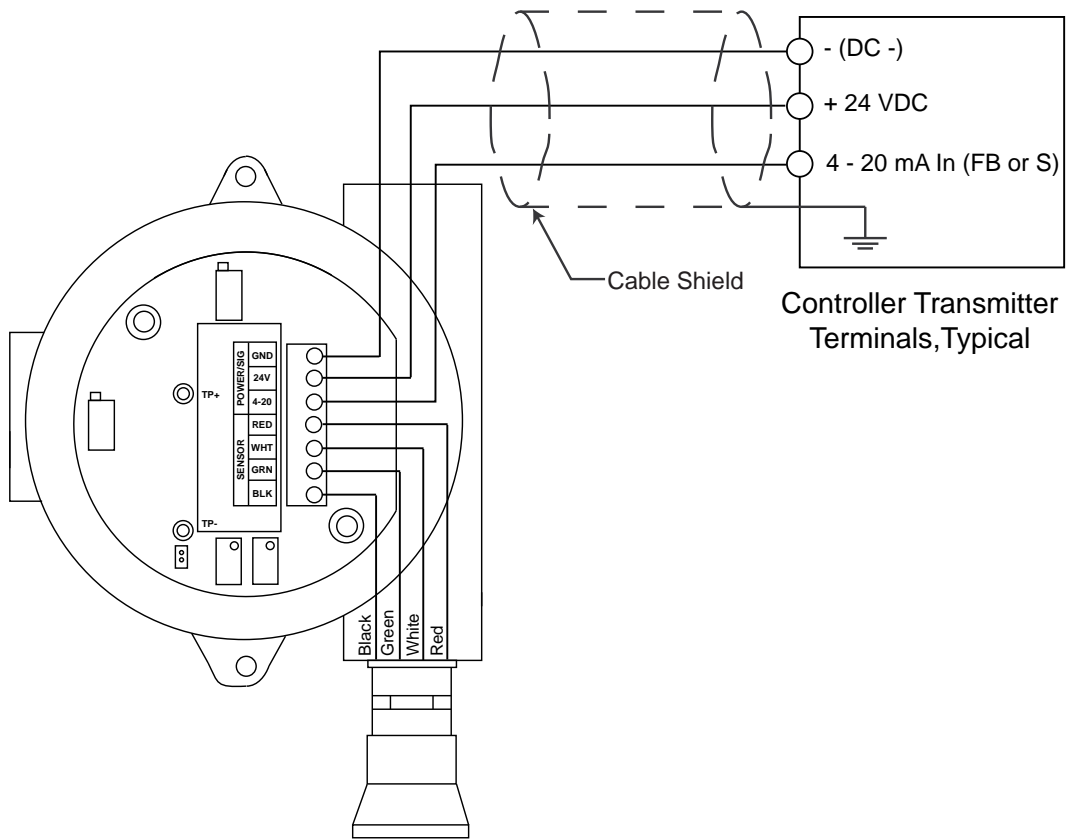 - (DC -)
+ 24 VDC
4 - 20 mA In (FB or S)
Cable Shield
Controller Transmitter
Terminals,Typical
POWER/SIG
GND
24V
4-20
TP+
SENSOR
RED
WHT
GRN
BLK
TP-
Black
Green
White
Red